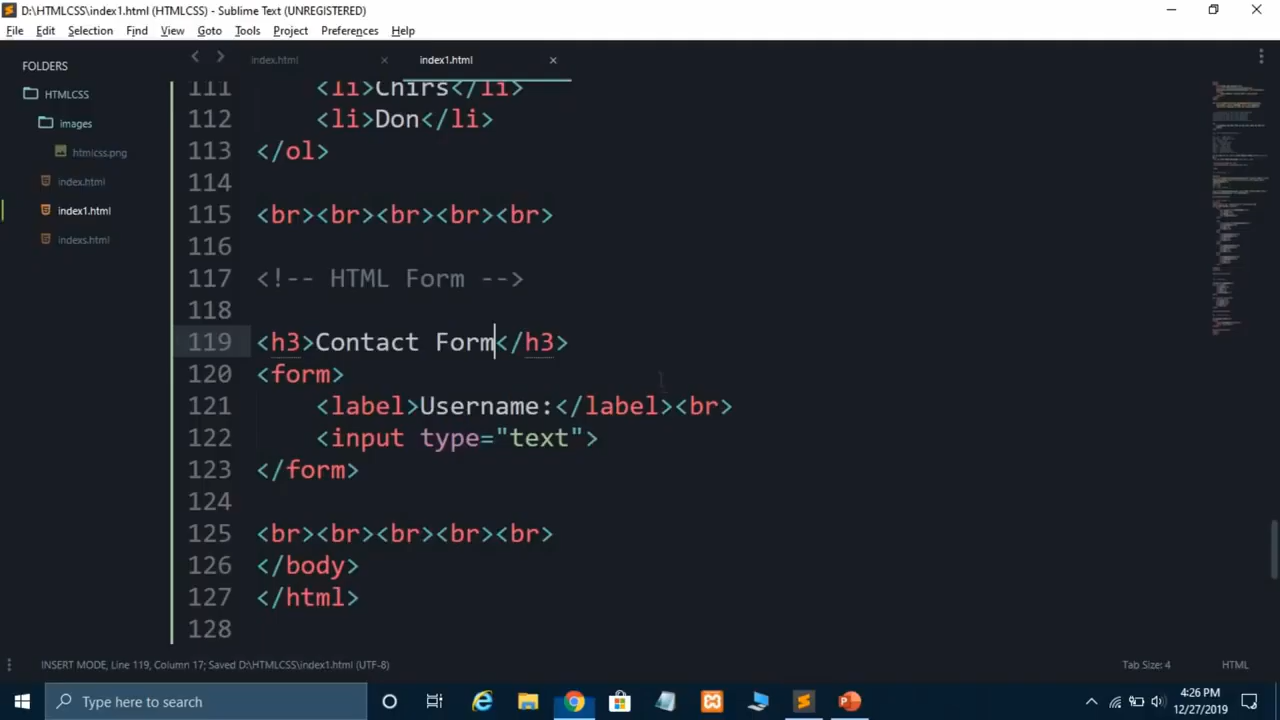 D:\HTMLCSS\index1.html (HTMLCSS) - Sublime Text (UNREGISTERED)
File Edit Selection Find View Goto Tools Project Preferences Help
FOLDERS
HTMLCSS
images
htmlcss.png
index.html
index1.html
indexs.html
index.html
index1.html
111 <li>Chirs</li>
112 <li>Don</li>
113 </ol>
114
115 <br><br><br><br><br>
116
117 <!-- HTML Form -->
118
119 <h3>Contact Form</h3>
120 <form>
121 <label>Username:</label><br>
122 <input type="text">
123 </form>
124
125 <br><br><br><br><br>
126 </body>
127 </html>
128
INSERT MODE, Line 119, Column 17; Saved D:\HTMLCSS\index1.html (UTF-8)
Tab Size: 4
HTML
Type here to search
4:26 PM
12/27/2019